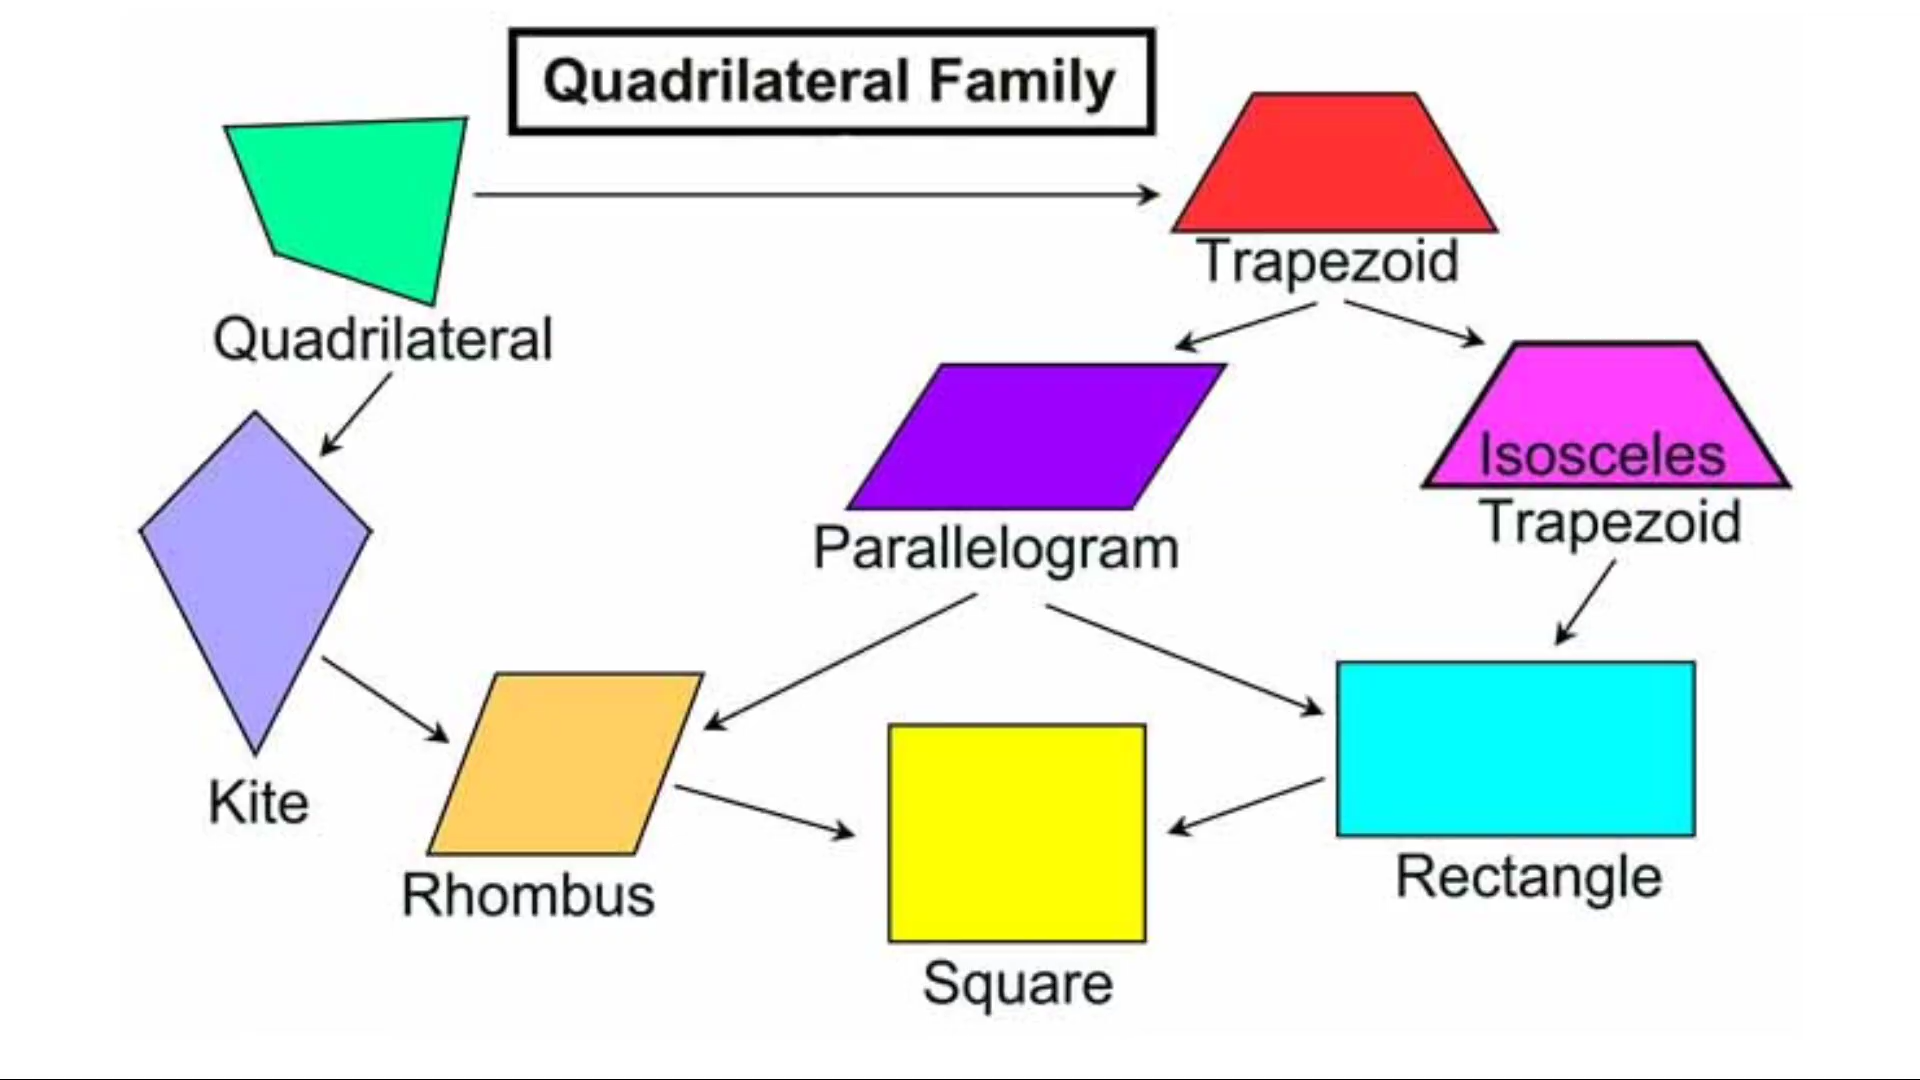 Quadrilateral Family
Quadrilateral
Trapezoid
Isosceles
Trapezoid
Parallelogram
Kite
Rhombus
Square
Rectangle